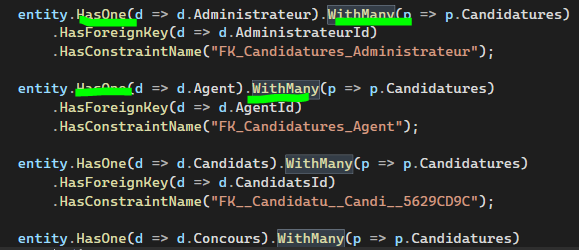 entity.HasOne(d => d.Administrateur).WithMany(p => p.Candidatures)
.HasForeignKey(d => d.AdministrateurId)
.HasConstraintName("FK_Candidatures_Administrateur");
entity.HasOne(d => d.Agent).WithMany(p => p.Candidatures)
.HasForeignKey(d => d.AgentId)
.HasConstraintName("FK_Candidatures_Agent");
entity.HasOne(d => d.Candidats).WithMany(p => p.Candidatures)
.HasForeignKey(d => d.CandidatsId)
.HasConstraintName("FK__Candidatu__Candi__5629CD9C");
entity.HasOne(d => d.Concours).WithMany(p => p.Candidatures)